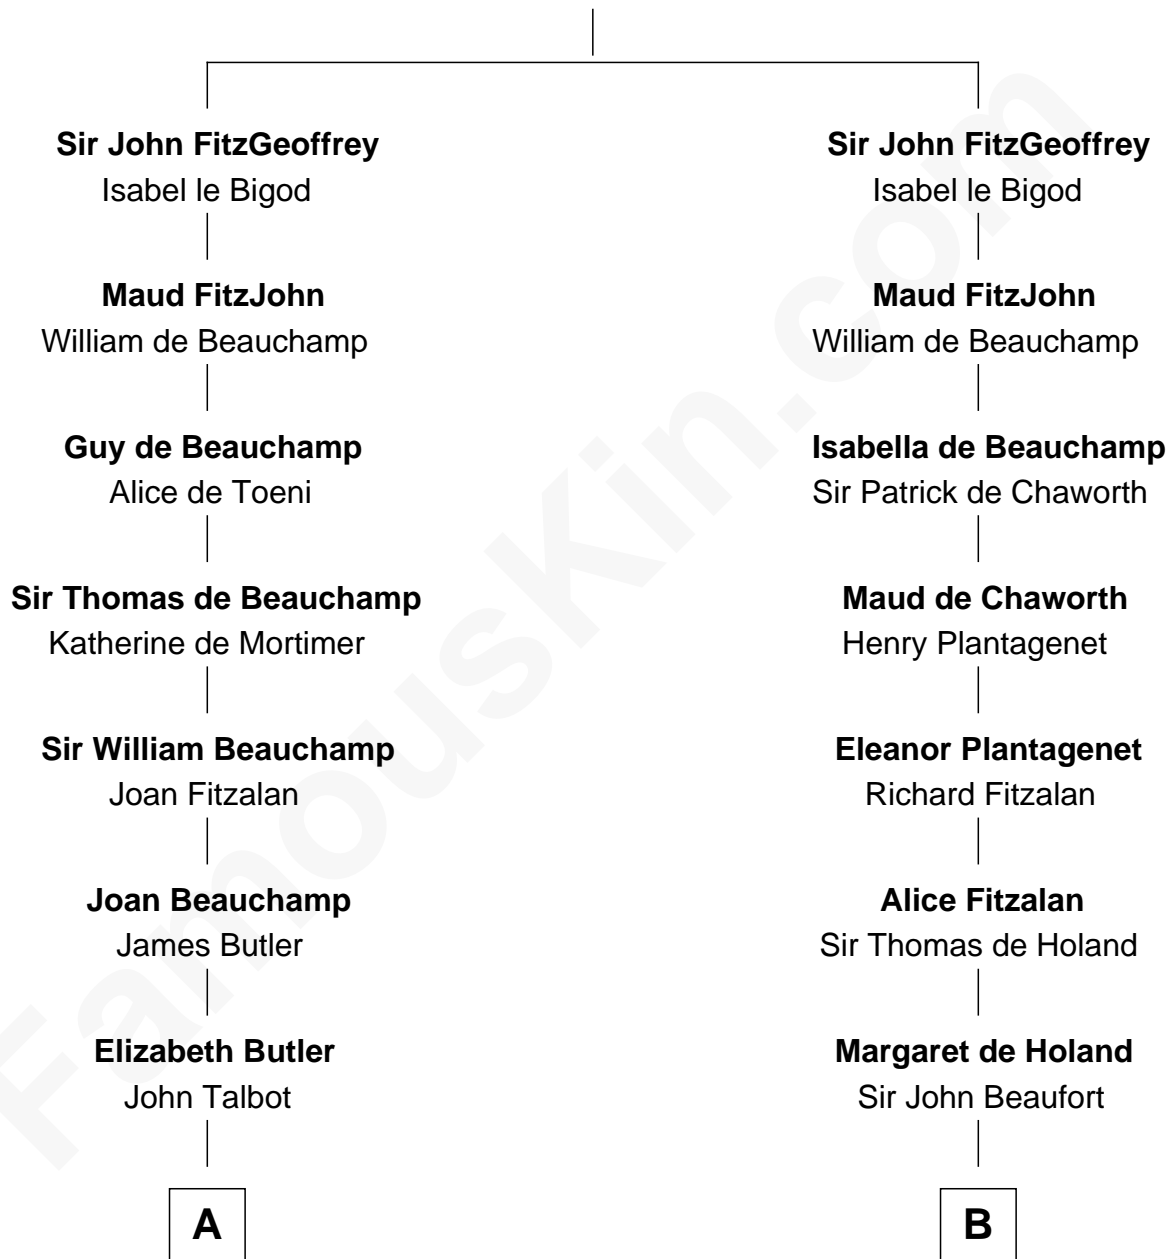 Sir John FitzGeoffrey
Isabel le Bigod
Maud FitzJohn
William de Beauchamp
Guy de Beauchamp
Alice de Toeni
Sir Thomas de Beauchamp
Katherine de Mortimer
Sir William Beauchamp
Joan Fitzalan
Joan Beauchamp
James Butler
Elizabeth Butler
John Talbot
A
Sir John FitzGeoffrey
Isabel le Bigod
Maud FitzJohn
William de Beauchamp
Isabella de Beauchamp
Sir Patrick de Chaworth
Maud de Chaworth
Henry Plantagenet
Eleanor Plantagenet
Richard Fitzalan
Alice Fitzalan
Sir Thomas de Holand
Margaret de Holand
Sir John Beaufort
B
FamousKin.com